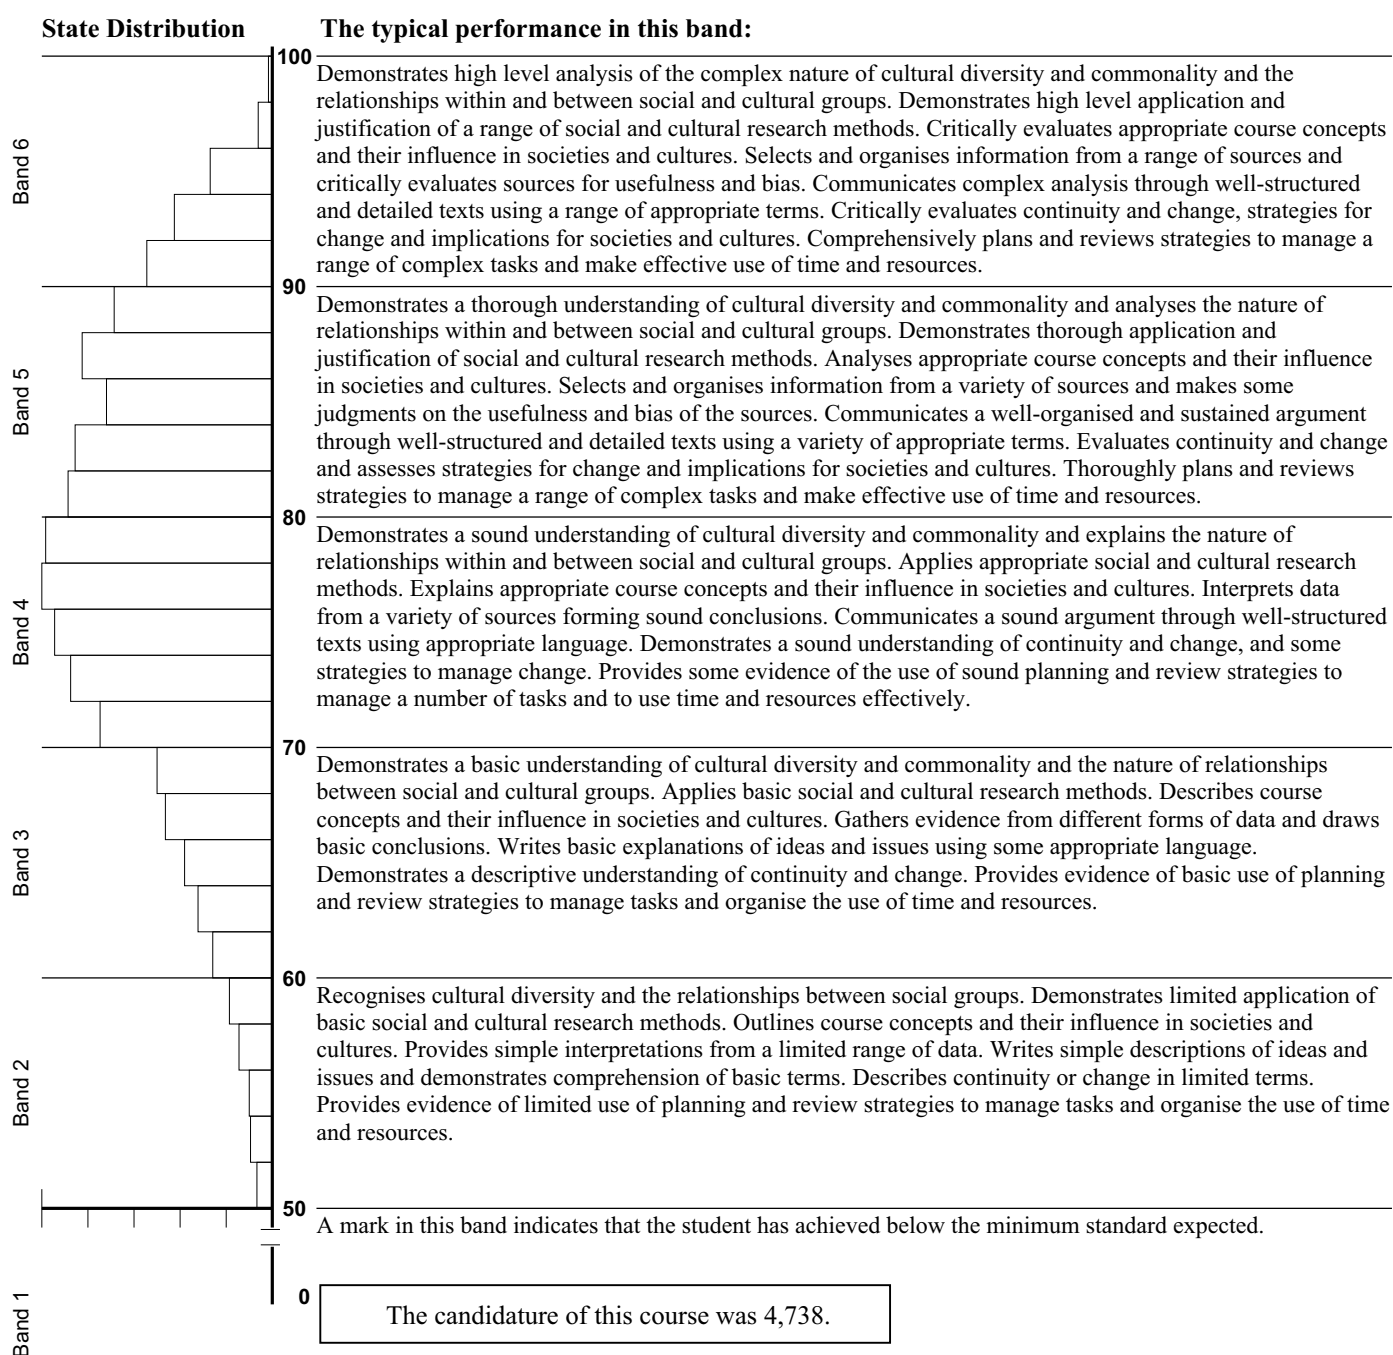 State Distribution
The typical performance in this band:
100
Band 6
Demonstrates high level analysis of the complex nature of cultural diversity and commonality and the
relationships within and between social and cultural groups. Demonstrates high level application and
justification of a range of social and cultural research methods. Critically evaluates appropriate course concepts
and their influence in societies and cultures. Selects and organises information from a range of sources and
critically evaluates sources for usefulness and bias. Communicates complex analysis through well-structured
and detailed texts using a range of appropriate terms. Critically evaluates continuity and change, strategies for
change and implications for societies and cultures. Comprehensively plans and reviews strategies to manage a
range of complex tasks and make effective use of time and resources.
90
Band 5
Demonstrates a thorough understanding of cultural diversity and commonality and analyses the nature of
relationships within and between social and cultural groups. Demonstrates thorough application and
justification of social and cultural research methods. Analyses appropriate course concepts and their influence
in societies and cultures. Selects and organises information from a variety of sources and makes some
judgments on the usefulness and bias of the sources. Communicates a well-organised and sustained argument
through well-structured and detailed texts using a variety of appropriate terms. Evaluates continuity and change
and assesses strategies for change and implications for societies and cultures. Thoroughly plans and reviews
strategies to manage a range of complex tasks and make effective use of time and resources.
80
Band 4
Demonstrates a sound understanding of cultural diversity and commonality and explains the nature of
relationships within and between social and cultural groups. Applies appropriate social and cultural research
methods. Explains appropriate course concepts and their influence in societies and cultures. Interprets data
from a variety of sources forming sound conclusions. Communicates a sound argument through well-structured
texts using appropriate language. Demonstrates a sound understanding of continuity and change, and some
strategies to manage change. Provides some evidence of the use of sound planning and review strategies to
manage a number of tasks and to use time and resources effectively.
70
Band 3
Demonstrates a basic understanding of cultural diversity and commonality and the nature of relationships
between social and cultural groups. Applies basic social and cultural research methods. Describes course
concepts and their influence in societies and cultures. Gathers evidence from different forms of data and draws
basic conclusions. Writes basic explanations of ideas and issues using some appropriate language.
Demonstrates a descriptive understanding of continuity and change. Provides evidence of basic use of planning
and review strategies to manage tasks and organise the use of time and resources.
60
Band 2
Recognises cultural diversity and the relationships between social groups. Demonstrates limited application of
basic social and cultural research methods. Outlines course concepts and their influence in societies and
cultures. Provides simple interpretations from a limited range of data. Writes simple descriptions of ideas and
issues and demonstrates comprehension of basic terms. Describes continuity or change in limited terms.
Provides evidence of limited use of planning and review strategies to manage tasks and organise the use of time
and resources.
50
A mark in this band indicates that the student has achieved below the minimum standard expected.
Band 1
0
The candidature of this course was 4,738.